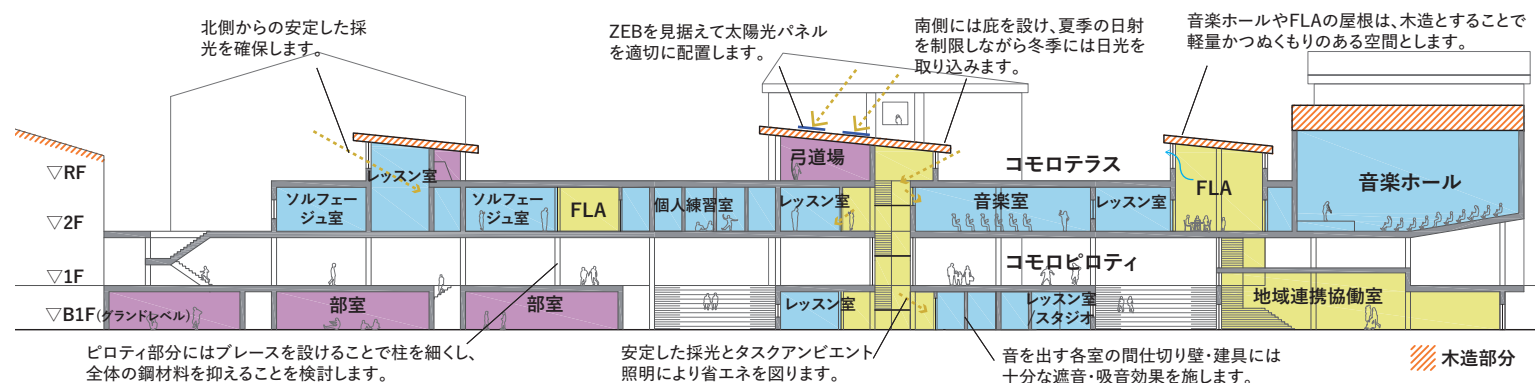 北側からの安定した採
光を確保します。
ZEBを見据えて太陽光パネル
を適切に配置します。
南側には庇を設け、夏季の日射
を制限しながら冬季には日光を
取り込みます。
音楽ホールやFLAの屋根は、木造とすることで
軽量かつぬくもりのある空間とします。
▽RF
レッスン室
弓道場
コモロテラス
FLA
音楽ホール
▽2F
ソルフェー
ジュ室
ソルフェー
ジュ室
FLA
個人練習室
レッスン室
音楽室
レッスン室
▽1F
コモロピロティ
▽B1F(グランドレベル)
部室
部室
レッスン室
レッスン室
/スタジオ
地域連携協働室
ピロティ部分にはブレースを設けることで柱を細くし、
全体の鋼材料を抑えることを検討します。
安定した採光とタスクアンビエント
照明により省エネを図ります。
音を出す各室の間仕切り壁・建具には
十分な遮音・吸音効果を施します。
木造部分